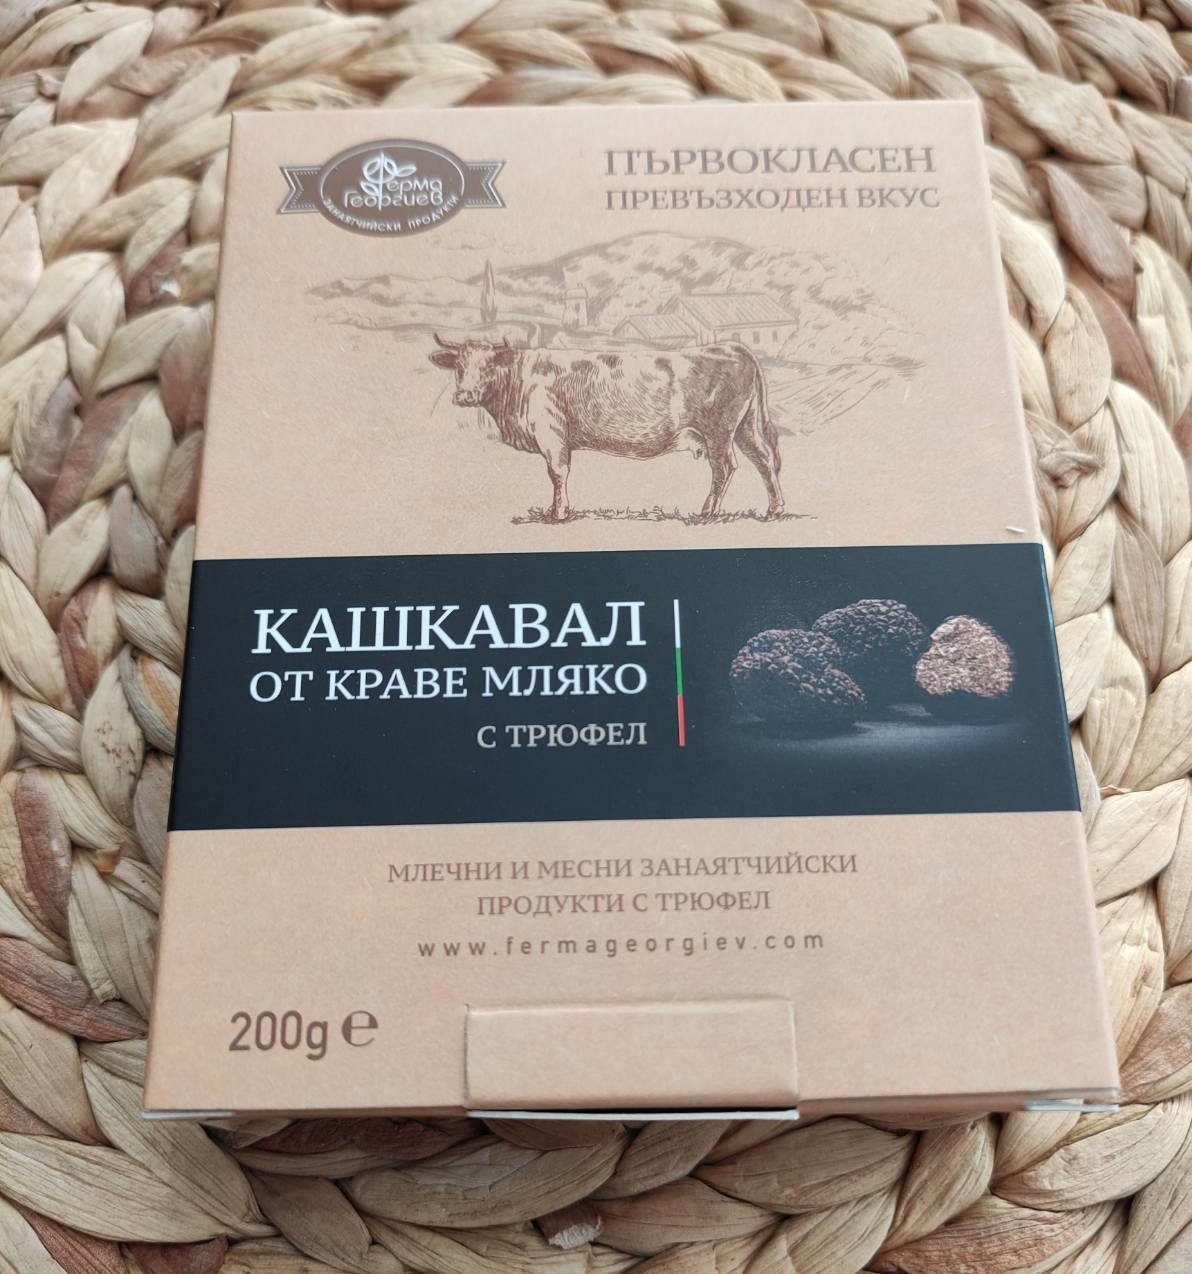 Ферма
Георгиев
ЗАНАЯТЧИЙСКИ ПРОДУКТИ
ПЪРВОКЛАСЕН
ПРЕВЪЗХОДЕН ВКУС
КАШКАВАЛ
ОТ КРАВЕ МЛЯКО
С ТРЮФЕЛ
МЛЕЧНИ И МЕСНИ ЗАНАЯТЧИЙСКИ
ПРОДУКТИ С ТРЮФЕЛ
www.fermageorgiev.com
200g ℮